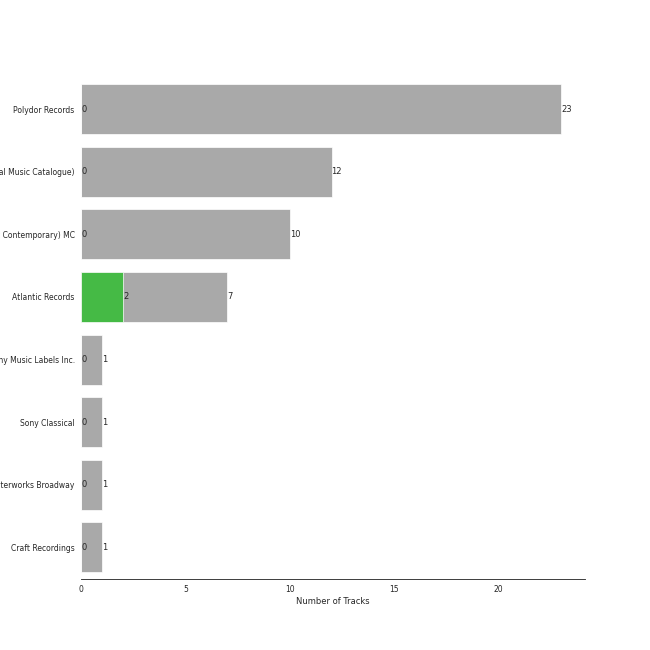 Polydor Records 0 23
al Music Catalogue) 0 12
Contemporary) MC 0 10
Atlantic Records 2 7
ny Music Labels Inc. 0 1
Sony Classical 0 1
terworks Broadway 0 1
Craft Recordings 0 1
0 5 10 15 20
Number of Tracks